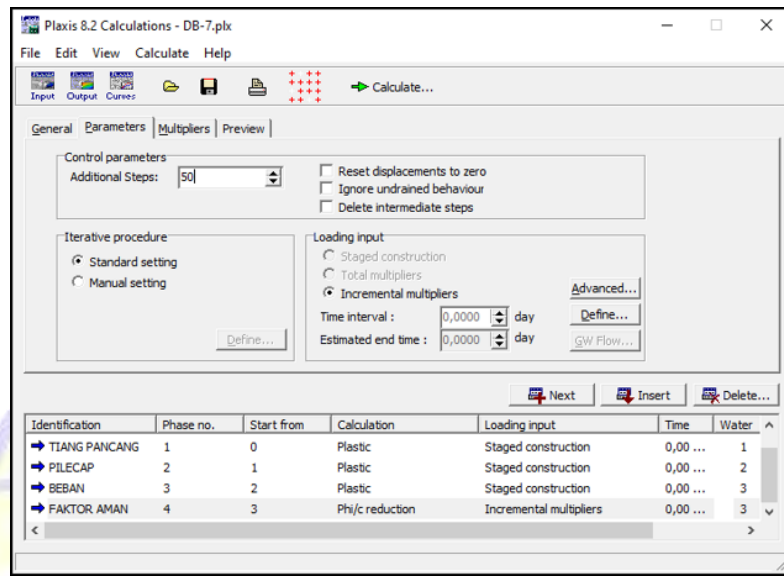 Plaxis 8.2 Calculations - DB-7.plx
File Edit View Calculate Help
Input Output Curves Calculate...
General Parameters Multipliers Preview
Control parameters
Additional Steps: 50
Reset displacements to zero
Ignore undrained behaviour
Delete intermediate steps
Iterative procedure
Standard setting
Manual setting
Define...
Loading input
Staged construction
Total multipliers
Incremental multipliers
Advanced...
Time interval : 0,0000 day Define...
Estimated end time : 0,0000 day GW Flow...
Next Insert Delete...
Identification Phase no. Start from Calculation Loading input Time Water
TIANG PANCANG 1 0 Plastic Staged construction 0,00 ... 1
PILECAP 2 1 Plastic Staged construction 0,00 ... 2
BEBAN 3 2 Plastic Staged construction 0,00 ... 3
FAKTOR AMAN 4 3 Phi/c reduction Incremental multipliers 0,00 ... 3